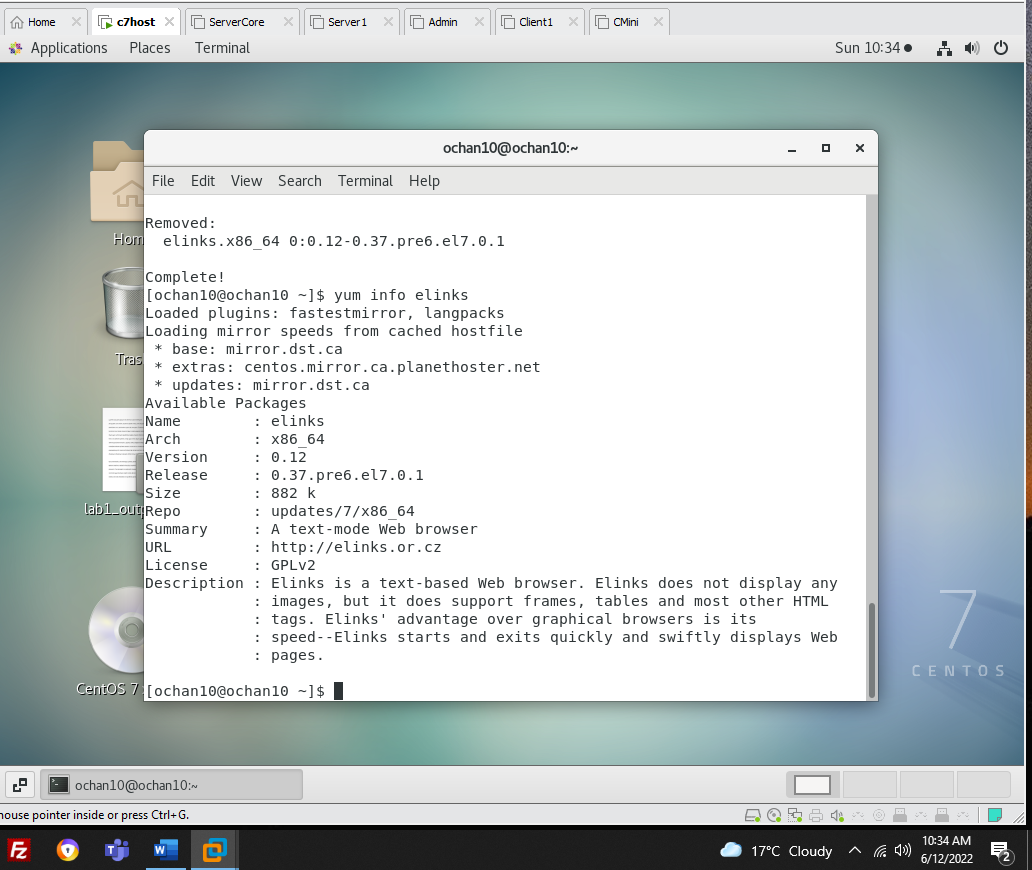 Home
c7host
ServerCore
Server1
Admin
Client1
CMini
Applications Places Terminal
Sun 10:34
ochan10@ochan10:~
File Edit View Search Terminal Help
Removed:
elinks.x86_64 0:0.12-0.37.pre6.el7.0.1
Complete!
[ochan10@ochan10 ~]$ yum info elinks
Loaded plugins: fastestmirror, langpacks
Loading mirror speeds from cached hostfile
* base: mirror.dst.ca
* extras: centos.mirror.ca.planethoster.net
* updates: mirror.dst.ca
Available Packages
Name : elinks
Arch : x86_64
Version : 0.12
Release : 0.37.pre6.el7.0.1
Size : 882 k
Repo : updates/7/x86_64
Summary : A text-mode Web browser
URL : http://elinks.or.cz
License : GPLv2
Description : Elinks is a text-based Web browser. Elinks does not display any
: images, but it does support frames, tables and most other HTML
: tags. Elinks' advantage over graphical browsers is its
: speed--Elinks starts and exits quickly and swiftly displays Web
: pages.
[ochan10@ochan10 ~]$
Hom
Tras
lab1_out
CentOS 7
7
CENTOS
ochan10@ochan10:~
nouse pointer inside or press Ctrl+G.
17°C Cloudy
10:34 AM
6/12/2022
2